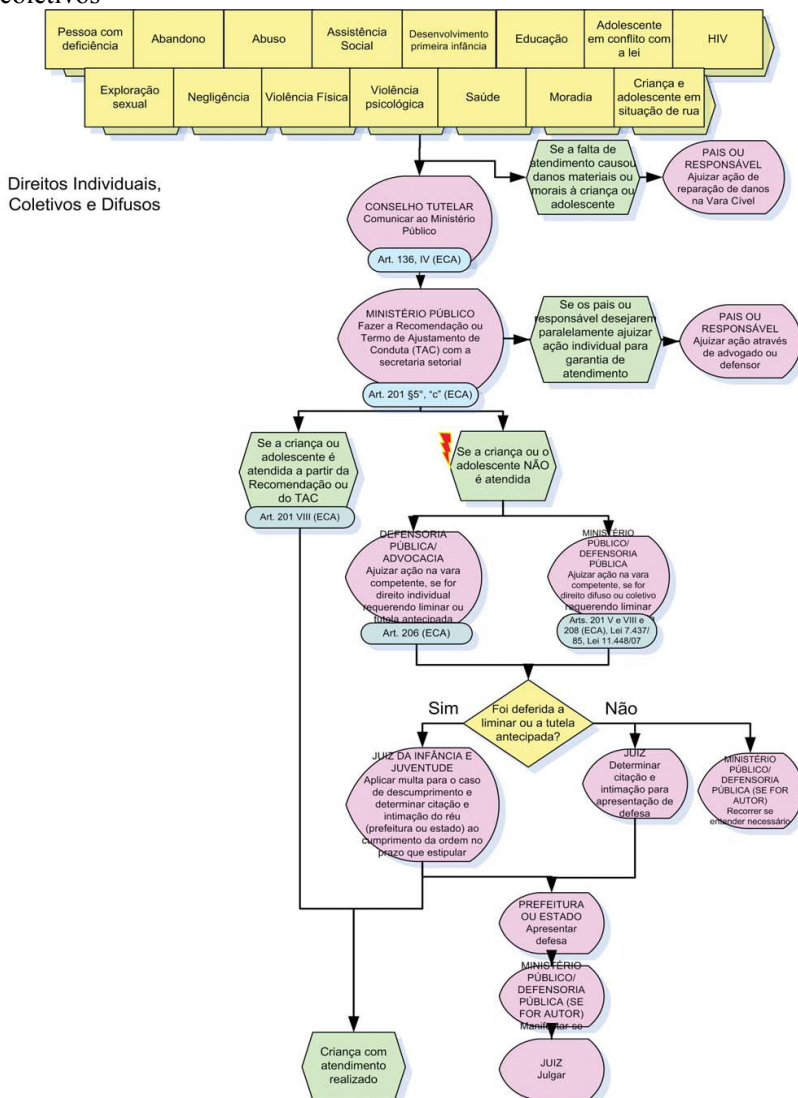 coletivos
Pessoa com
deficiência
Abandono
Abuso
Assistência
Social
Desenvolvimento
primeira infância
Educação
Adolescente
em conflito com
a lei
HIV
Exploração
sexual
Negligência
Violência Física
Violência
psicológica
Saúde
Moradia
Criança e
adolescente em
situação de rua
Direitos Individuais,
Coletivos e Difusos
Se a falta de
atendimento causou
danos materiais ou
morais à criança ou
adolescente
PAIS OU
RESPONSÁVEL
Ajuizar ação de
reparação de danos
na Vara Cível
CONSELHO TUTELAR
Comunicar ao Ministério
Público
Art. 136, IV (ECA)
MINISTÉRIO PÚBLICO
Fazer a Recomendação ou
Termo de Ajustamento de
Conduta (TAC) com a
secretaria setorial
Art. 201 §5°, “c” (ECA)
Se os pais ou
responsável desejarem
paralelamente ajuizar
ação individual para
garantia de
atendimento
PAIS OU
RESPONSÁVEL
Ajuizar ação através
de advogado ou
defensor
Se a criança ou
adolescente é
atendida a partir da
Recomendação ou
do TAC
Art. 201 VIII (ECA)
Se a criança ou o
adolescente NÃO
é atendida
DEFENSORIA
PÚBLICA/
ADVOCACIA
Ajuizar ação na vara
competente, se for
direito individual
requerendo liminar ou
tutela antecipada
Art. 206 (ECA)
MINISTÉRIO
PÚBLICO/
DEFENSORIA
PÚBLICA
Ajuizar ação na vara
competente, se for
direito difuso ou coletivo
requerendo liminar
Arts. 201 V e VIII e
208 (ECA), Lei 7.437/
85, Lei 11.448/07
Foi deferida a
liminar ou a tutela
antecipada?
Sim
Não
JUIZ DA INFÂNCIA E
JUVENTUDE
Aplicar multa para o caso
de descumprimento e
determinar citação e
intimação do réu
(prefeitura ou estado) ao
cumprimento da ordem no
prazo que estipular
JUIZ
Determinar
citação e
intimação para
apresentação de
defesa
MINISTÉRIO
PÚBLICO/
DEFENSORIA
PÚBLICA (SE FOR
AUTOR)
Recorrer se
entender necessário
PREFEITURA
OU ESTADO
Apresentar
defesa
MINISTÉRIO
PÚBLICO/
DEFENSORIA
PÚBLICA (SE
FOR AUTOR)
Manifestar-se
Criança com
atendimento
realizado
JUIZ
Julgar